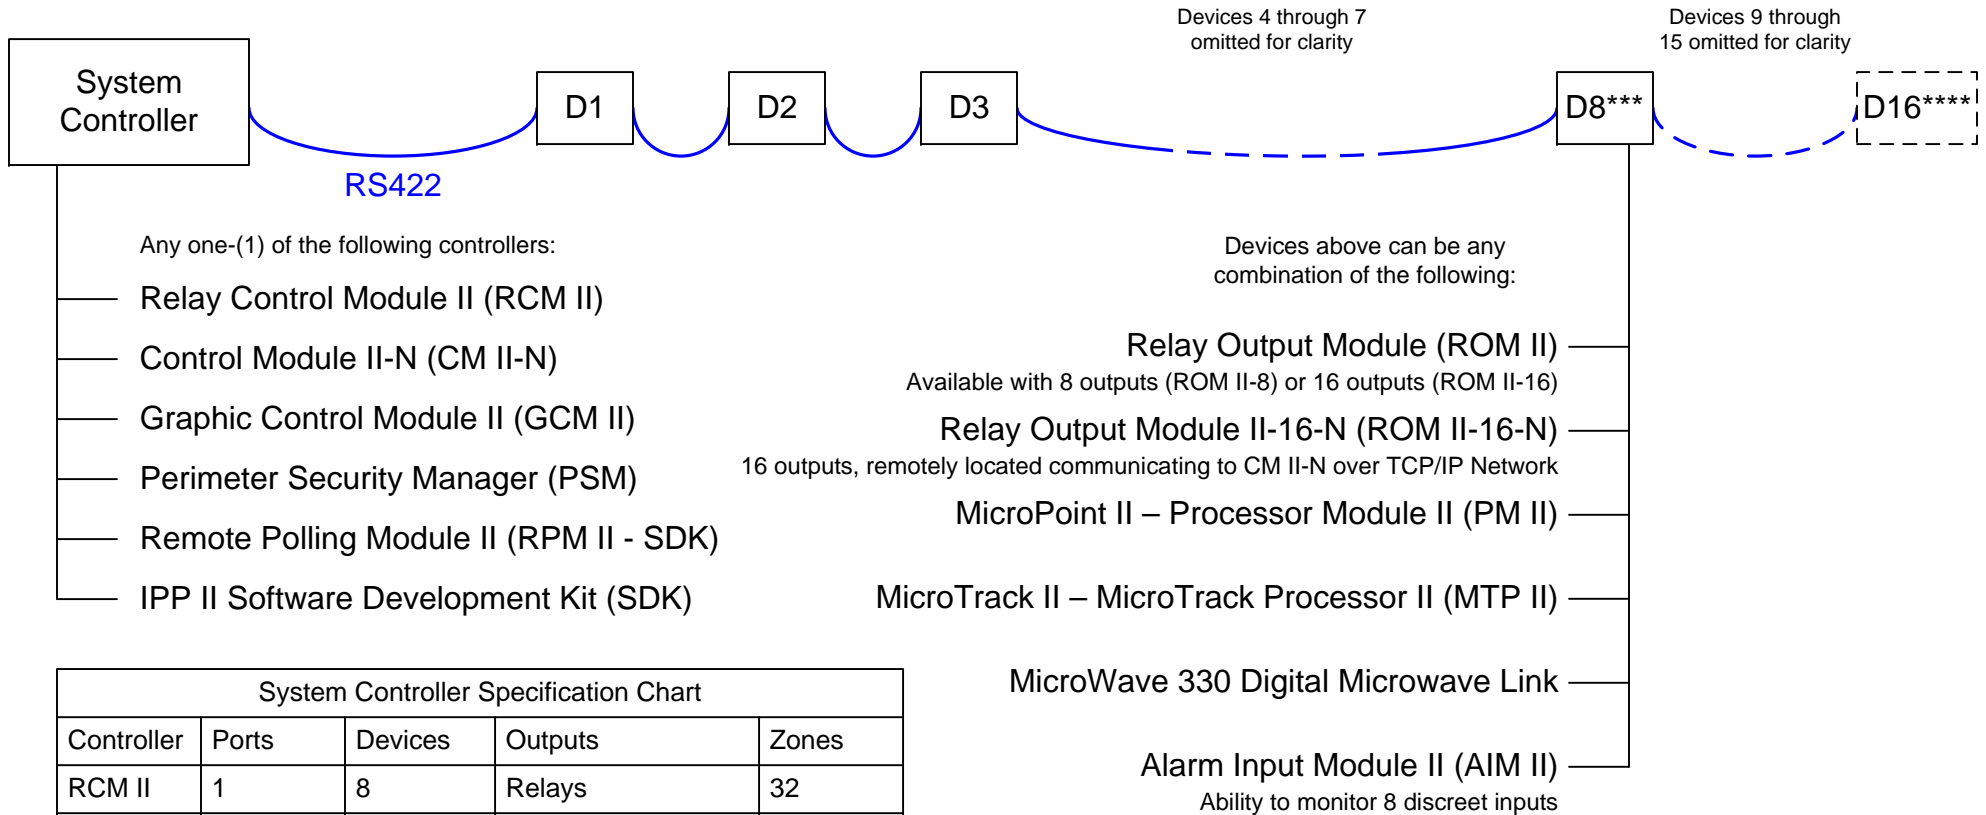 Devices 4 through 7
omitted for clarity
Devices 9 through
15 omitted for clarity
System
Controller
D1
D2
D3
D8***
D16****
RS422
Any one-(1) of the following controllers:
Relay Control Module II (RCM II)
Control Module II-N (CM II-N)
Graphic Control Module II (GCM II)
Perimeter Security Manager (PSM)
Remote Polling Module II (RPM II - SDK)
IPP II Software Development Kit (SDK)
Devices above can be any
combination of the following:
Relay Output Module (ROM II)
Available with 8 outputs (ROM II-8) or 16 outputs (ROM II-16)
Relay Output Module II-16-N (ROM II-16-N)
16 outputs, remotely located communicating to CM II-N over TCP/IP Network
MicroPoint II – Processor Module II (PM II)
MicroTrack II – MicroTrack Processor II (MTP II)
MicroWave 330 Digital Microwave Link
Alarm Input Module II (AIM II)
Ability to monitor 8 discreet inputs
System Controller Specification Chart
Controller Ports Devices Outputs Zones
RCM II 1 8 Relays 32